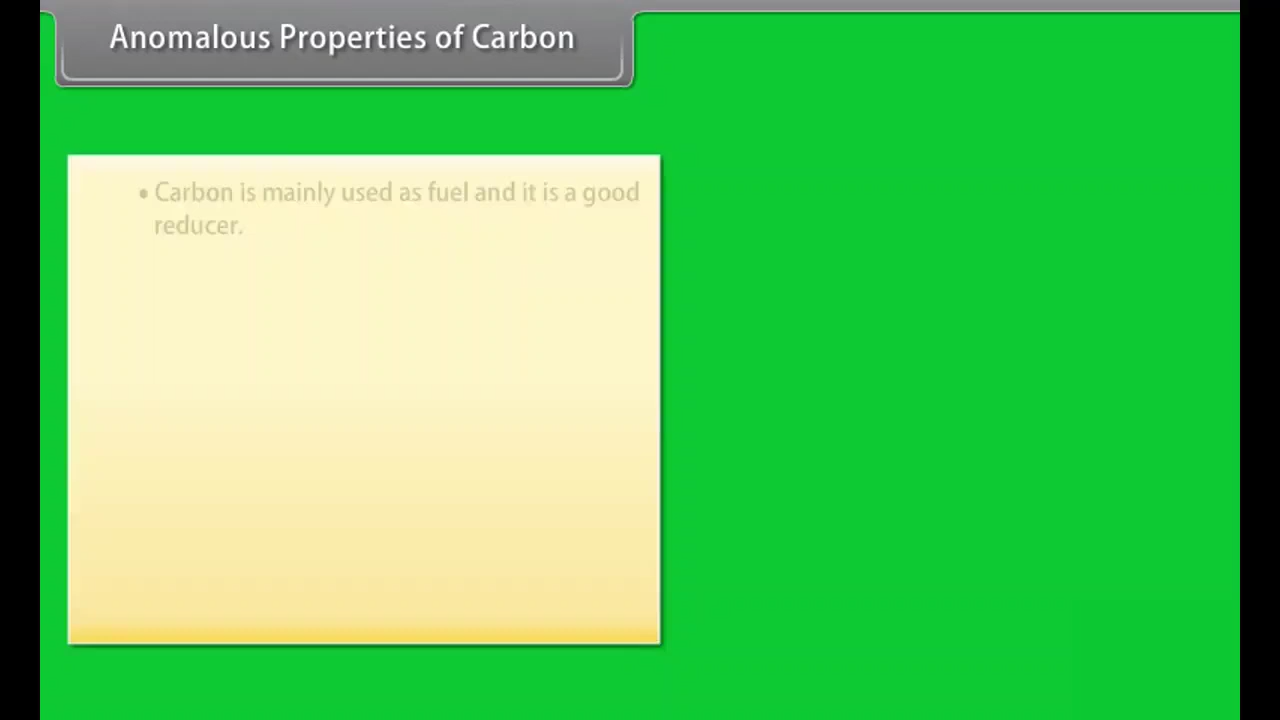 Anomalous Properties of Carbon
• Carbon is mainly used as fuel and it is a good
reducer.